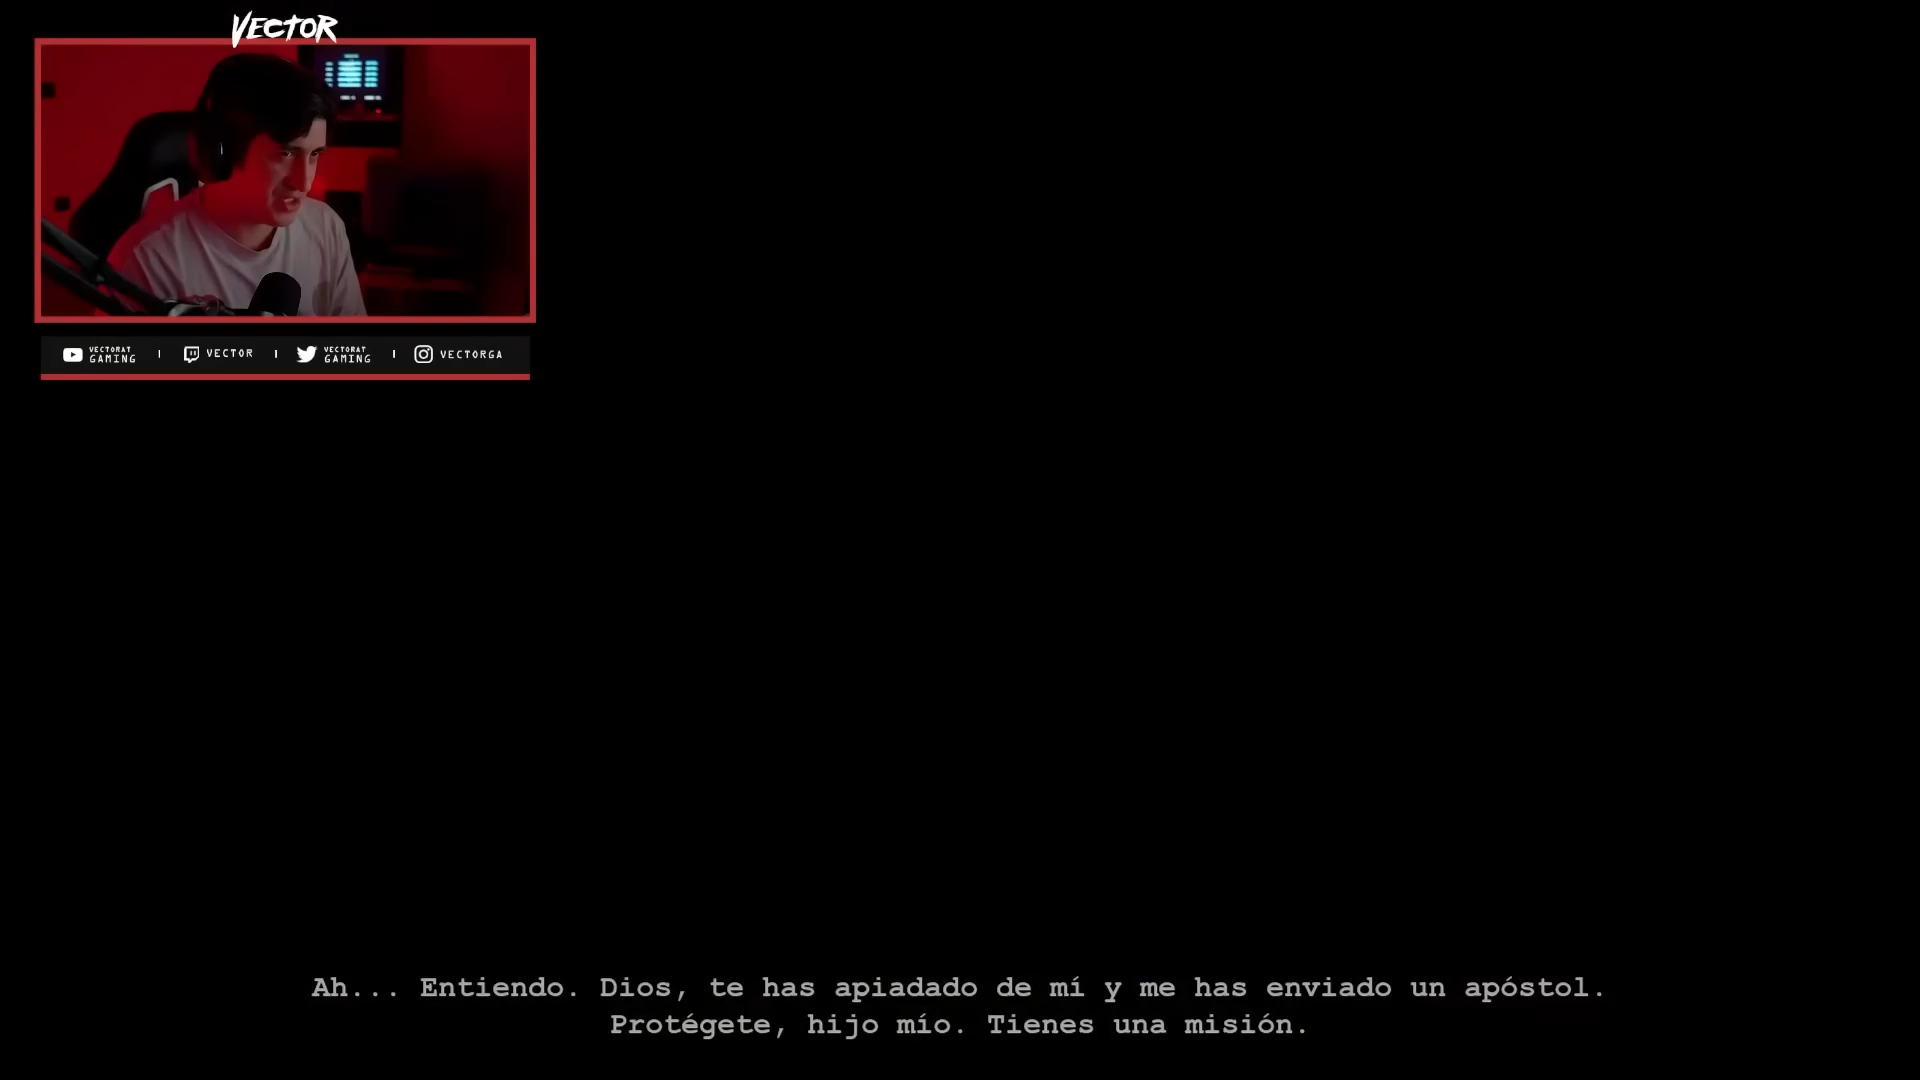 VECTOR
VECTORAT
GAMING
VECTOR
VECTORAT
GAMING
VECTORGA
Ah... Entiendo. Dios, te has apiadado de mí y me has enviado un apóstol.
Protégete, hijo mío. Tienes una misión.